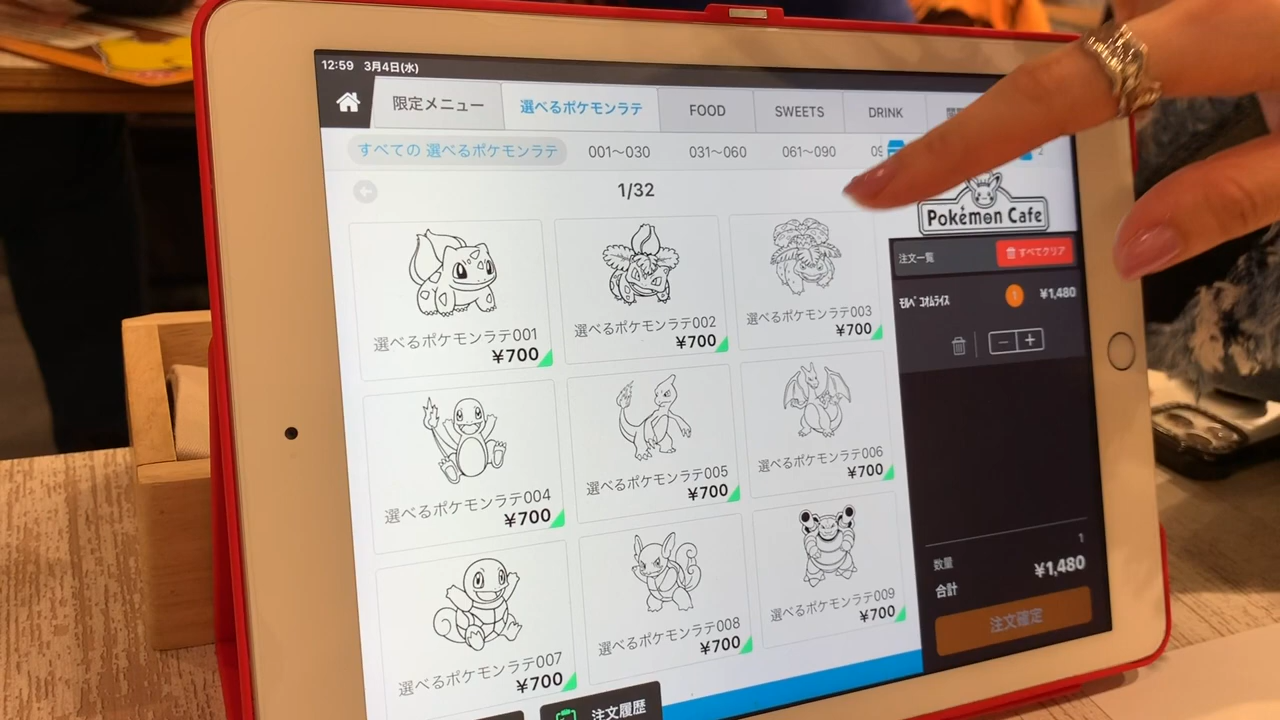 12:59 3月4日(水)
限定メニュー 選べるポケモンラテ FOOD SWEETS DRINK
すべての 選べるポケモンラテ 001〜030 031〜060 061〜090
2
1/32
Pokémon Cafe
注文一覧 すべてクリア
モルペコオムライス 1 ¥1,480
− +
選べるポケモンラテ001
¥700
選べるポケモンラテ002
¥700
選べるポケモンラテ003
¥700
選べるポケモンラテ004
¥700
選べるポケモンラテ005
¥700
選べるポケモンラテ006
¥700
選べるポケモンラテ007
¥700
選べるポケモンラテ008
¥700
選べるポケモンラテ009
¥700
数量 1
合計 ¥1,480
注文確定
注文履歴